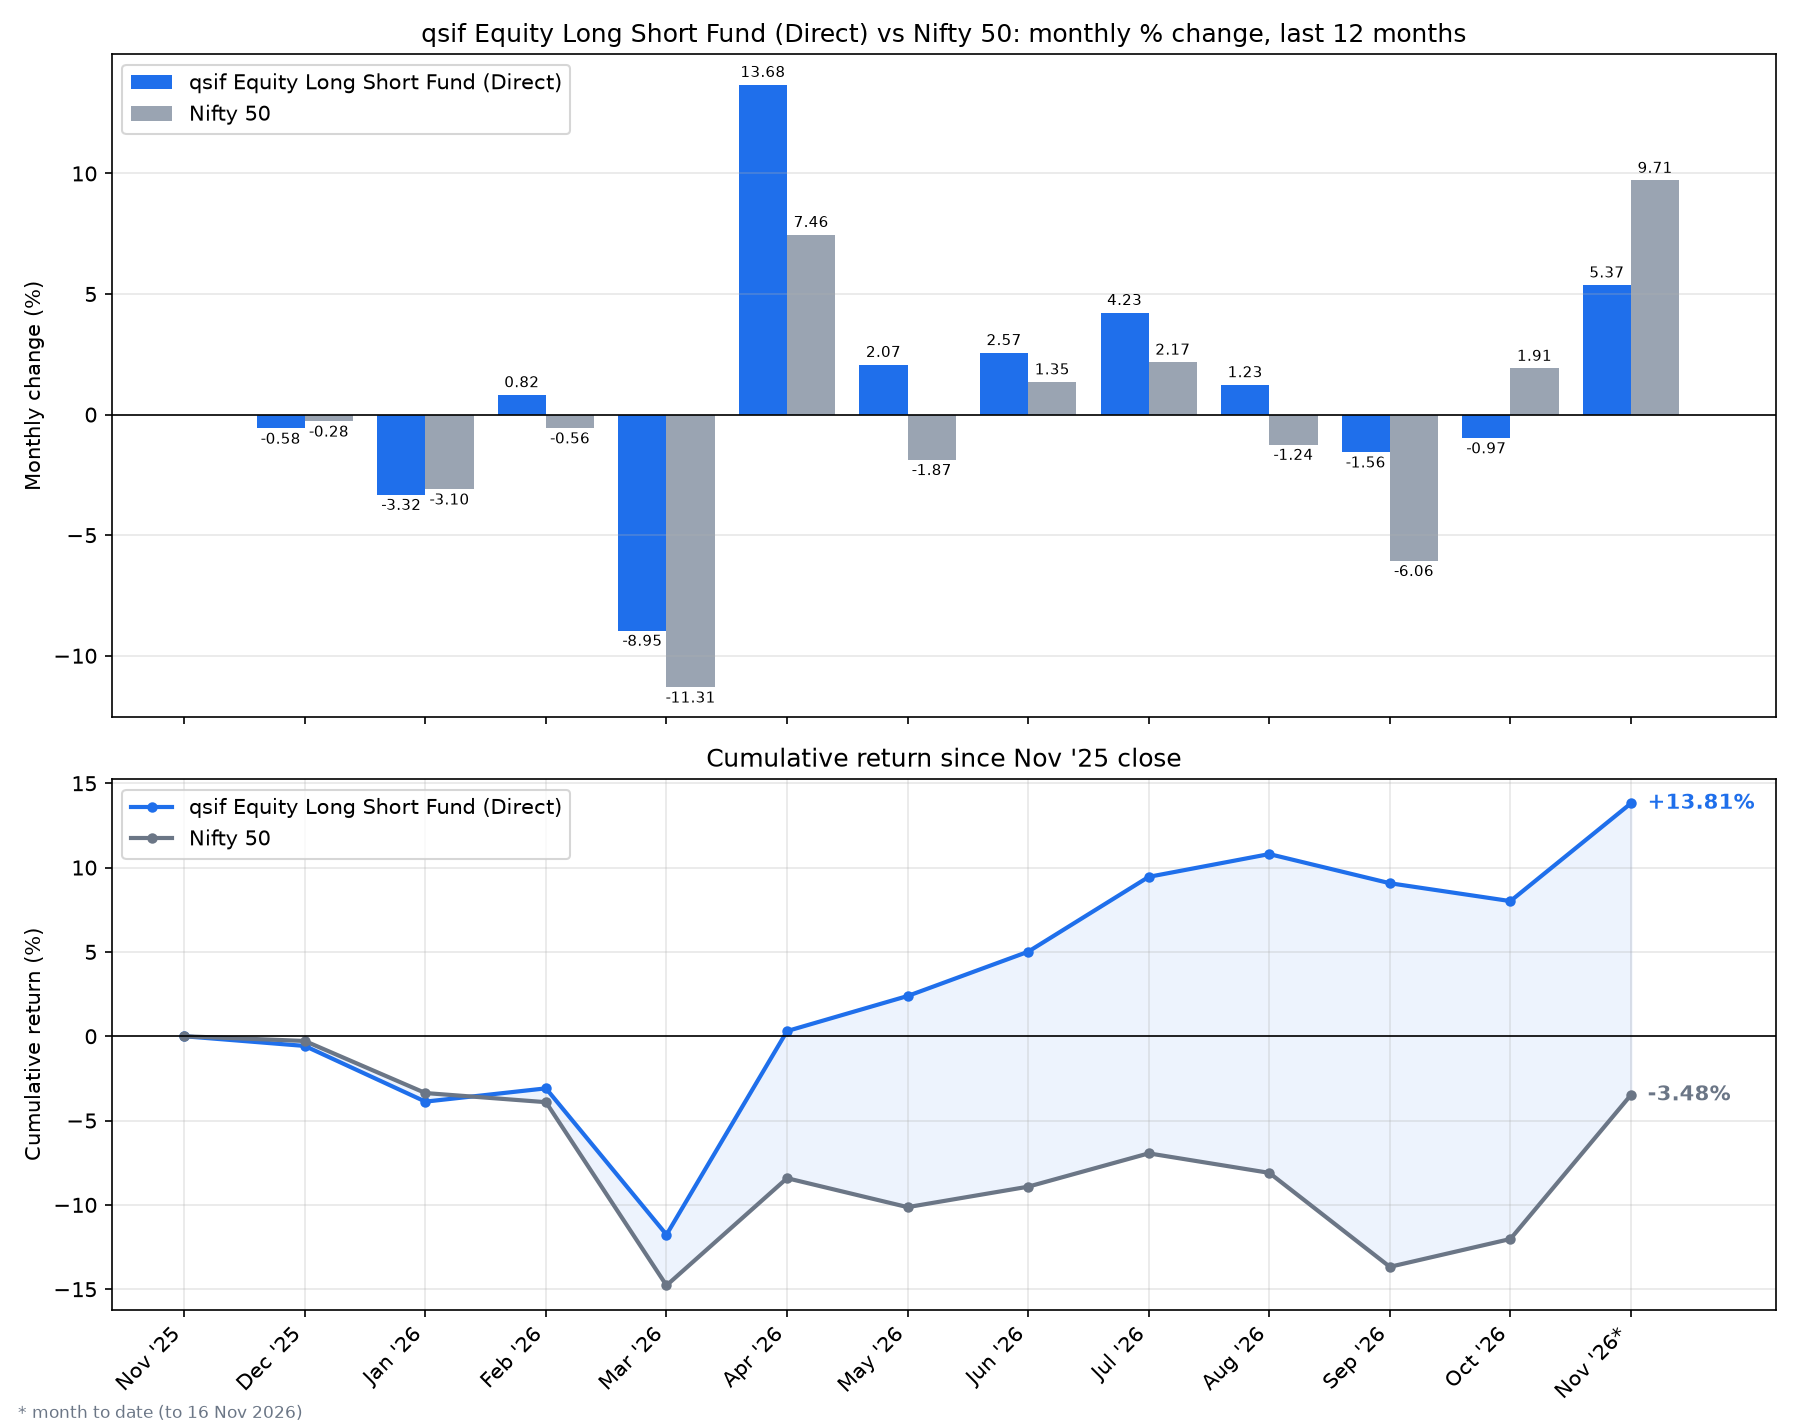 qsif Equity Long Short Fund (Direct) vs Nifty 50: monthly % change, last 12 months
qsif Equity Long Short Fund (Direct)
Nifty 50
Monthly change (%)
10
5
0
−5
−10
-0.58
-0.28
-3.32
-3.10
0.82
-0.56
-8.95
-11.31
13.68
7.46
2.07
-1.87
2.57
1.35
4.23
2.17
1.23
-1.24
-1.56
-6.06
-0.97
1.91
5.37
9.71
Cumulative return since Nov '25 close
qsif Equity Long Short Fund (Direct)
Nifty 50
Cumulative return (%)
15
10
5
0
−5
−10
−15
+13.81%
-3.48%
Nov '25
Dec '25
Jan '26
Feb '26
Mar '26
Apr '26
May '26
Jun '26
Jul '26
Aug '26
Sep '26
Oct '26
Nov '26*
* month to date (to 16 Nov 2026)